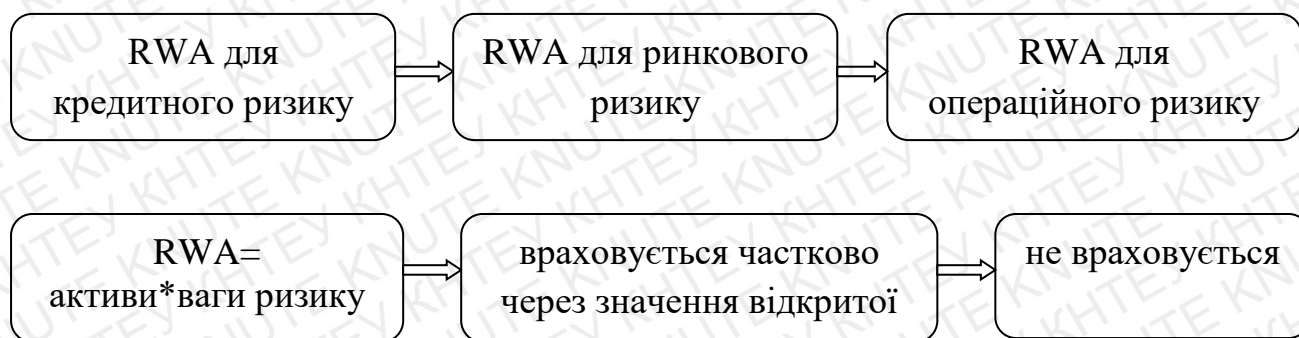 RWA для
кредитного ризику
RWA для ринкового
ризику
RWA для
операційного ризику
RWA=
активи*ваги ризику
враховується частково
через значення відкритої
не враховується